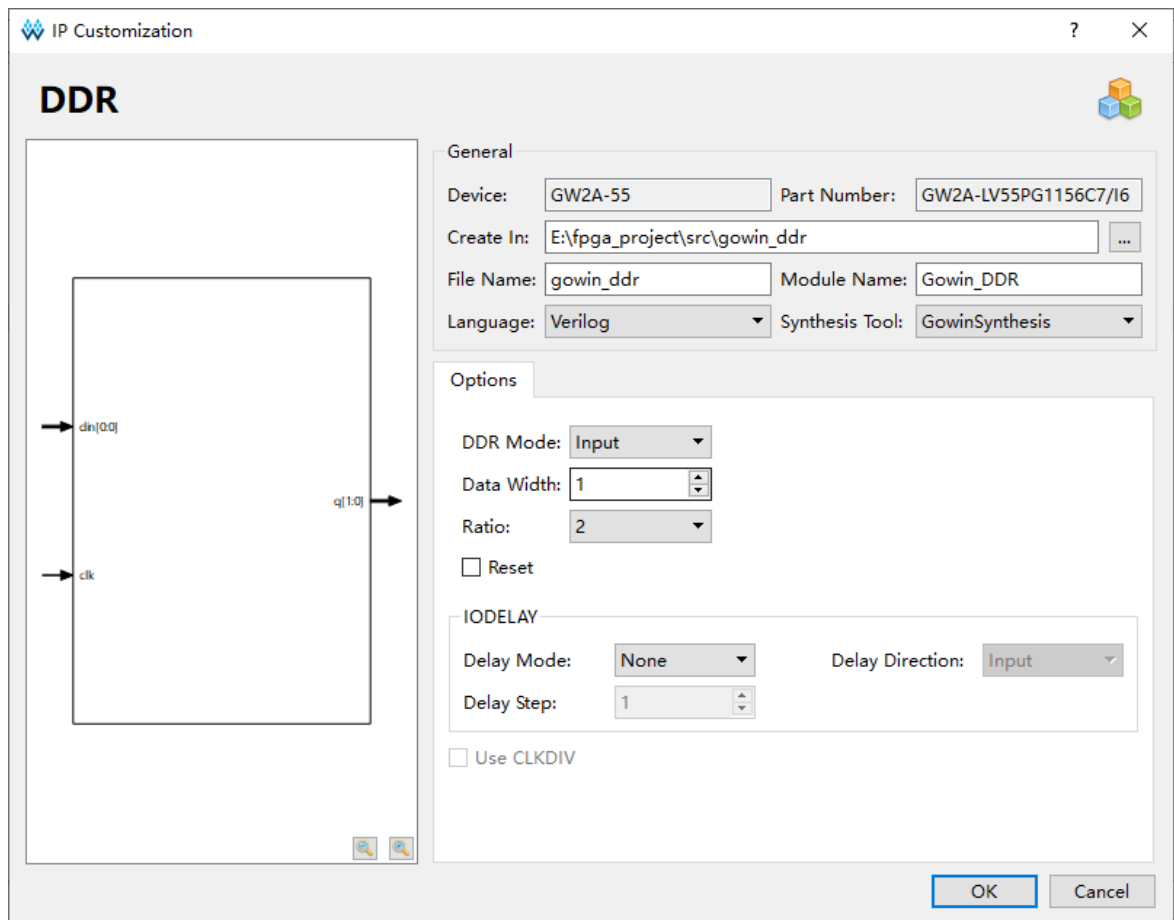 IP Customization ?
DDR
General
Device: GW2A-55 Part Number: GW2A-LV55PG1156C7/I6
Create In: E:\fpga_project\src\gowin_ddr ...
File Name: gowin_ddr Module Name: Gowin_DDR
Language: Verilog Synthesis Tool: GowinSynthesis
Options
din[0:0]
DDR Mode: Input
Data Width: 1
q[1:0]
Ratio: 2
clk
Reset
IODELAY
Delay Mode: None Delay Direction: Input
Delay Step: 1
Use CLKDIV
OK Cancel